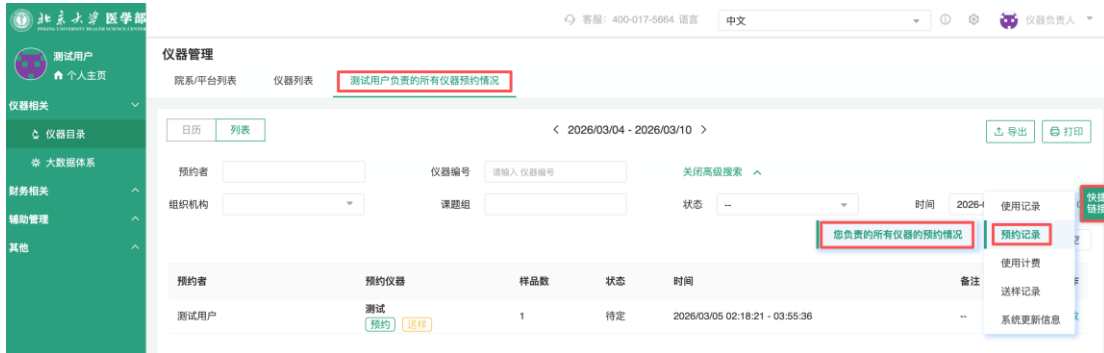 北京大学 医学部
PEKING UNIVERSITY HEALTH SCIENCE CENTER
客服：400-017-5664 语言 中文 仪器负责人
测试用户
个人主页
仪器管理
院系/平台列表 仪器列表 测试用户负责的所有仪器预约情况
仪器相关
仪器目录
大数据体系
财务相关
辅助管理
其他
日历 列表 2026/03/04 - 2026/03/10 导出 打印
预约者 仪器编号 请输入 仪器编号 关闭高级搜索
组织机构 课题组 状态 -- 时间
快捷链接
使用记录
您负责的所有仪器的预约情况 预约记录
使用计费
送样记录
系统更新信息
预约者 预约仪器 样品数 状态 时间 备注
测试用户 测试 1 待定 2026/03/05 02:18:21 - 03:55:36 --
预约 送样